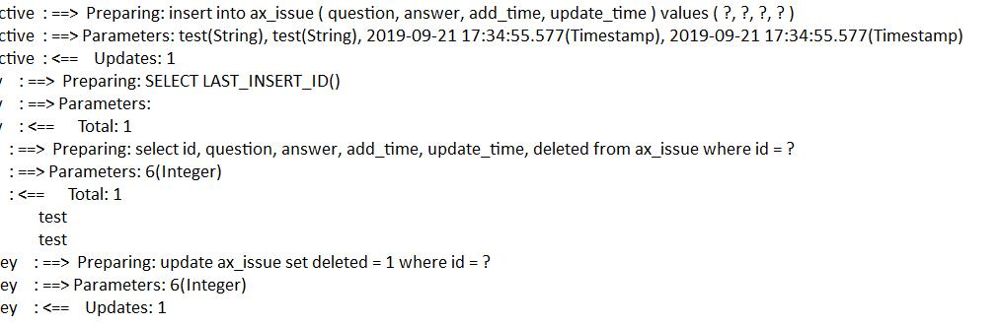 ctive : ==> Preparing: insert into ax_issue ( question, answer, add_time, update_time ) values ( ?, ?, ?, ? )
ctive : ==> Parameters: test(String), test(String), 2019-09-21 17:34:55.577(Timestamp), 2019-09-21 17:34:55.577(Timestamp)
ctive : <== Updates: 1
: ==> Preparing: SELECT LAST_INSERT_ID()
: ==> Parameters:
: <== Total: 1
: ==> Preparing: select id, question, answer, add_time, update_time, deleted from ax_issue where id = ?
: ==> Parameters: 6(Integer)
: <== Total: 1
test
test
ey : ==> Preparing: update ax_issue set deleted = 1 where id = ?
ey : ==> Parameters: 6(Integer)
ey : <== Updates: 1